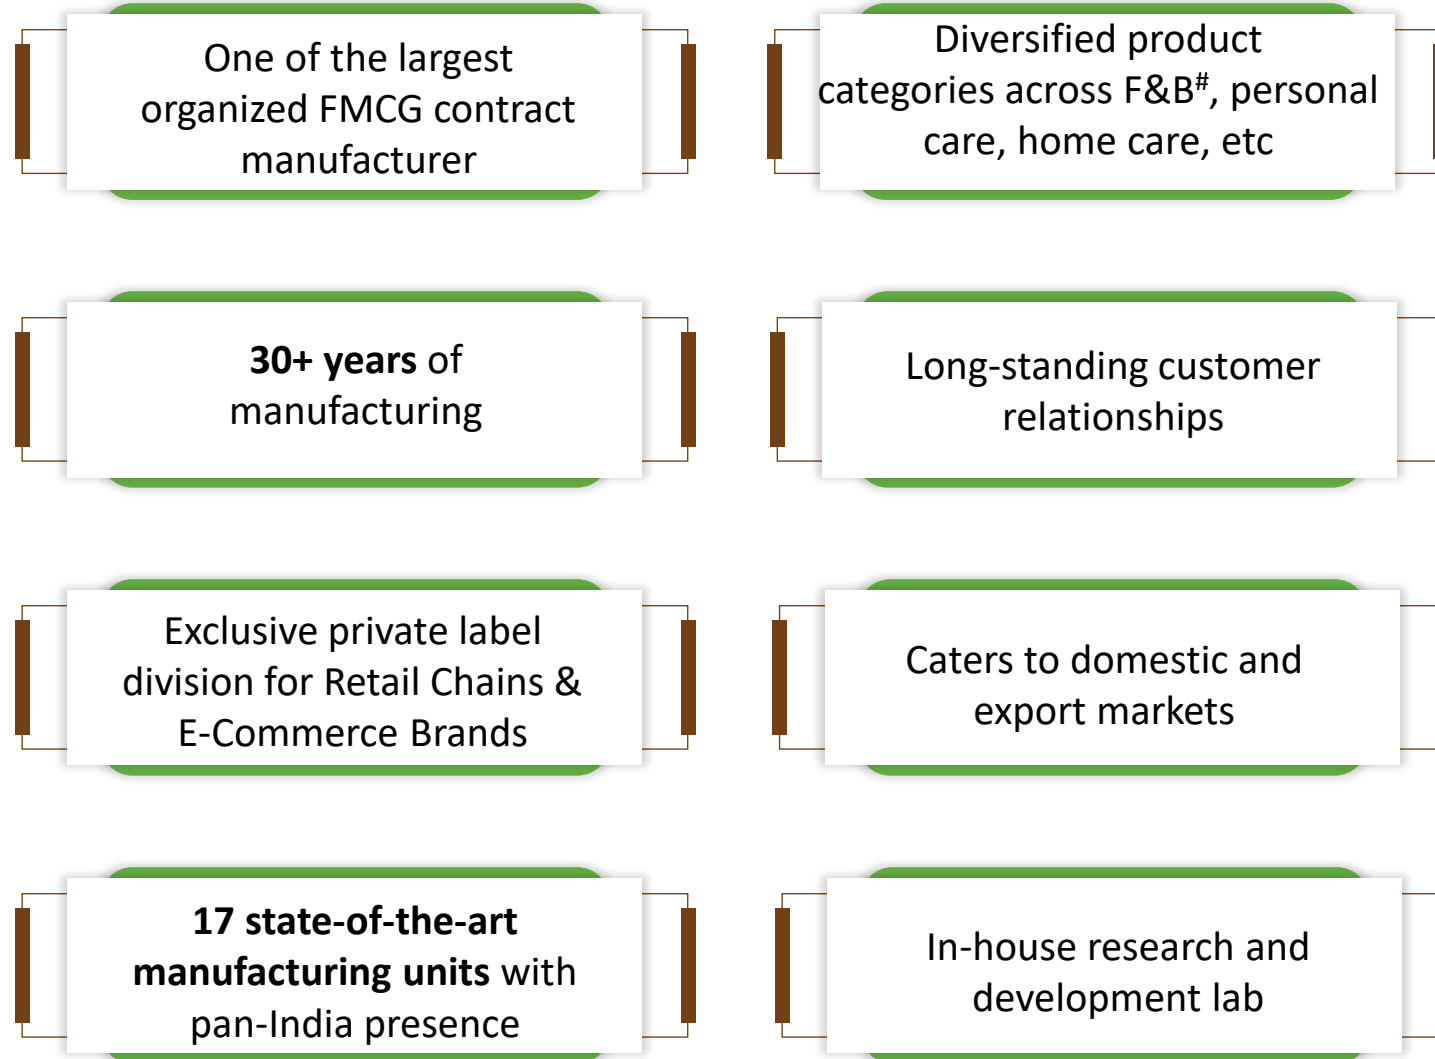 One of the largest
organized FMCG contract
manufacturer
Diversified product
categories across F&B#, personal
care, home care, etc
30+ years of
manufacturing
Long-standing customer
relationships
Exclusive private label
division for Retail Chains &
E-Commerce Brands
Caters to domestic and
export markets
17 state-of-the-art
manufacturing units with
pan-India presence
In-house research and
development lab